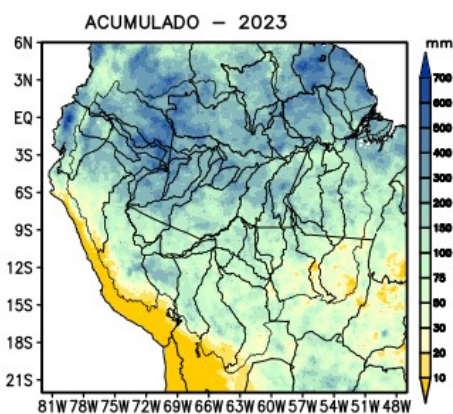 ACUMULADO – 2023
6N
3N
EQ
3S
6S
9S
12S
15S
18S
21S
81W 78W 75W 72W 69W 66W 63W 60W 57W 54W 51W 48W
mm
700
600
500
300
200
150
100
75
50
30
20
10